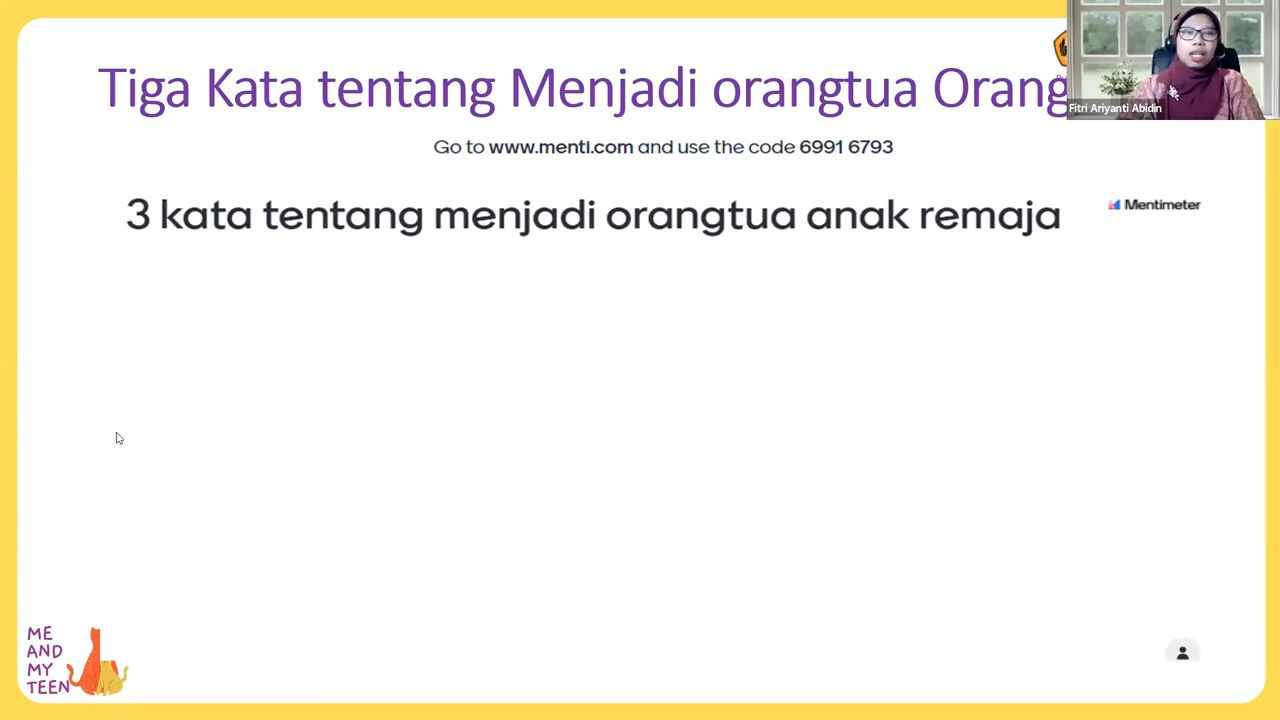 Tiga Kata tentang Menjadi orangtua Orang
Fitri Ariyanti Abidin
Go to www.menti.com and use the code 6991 6793
3 kata tentang menjadi orangtua anak remaja
Mentimeter
ME
AND
MY
TEEN